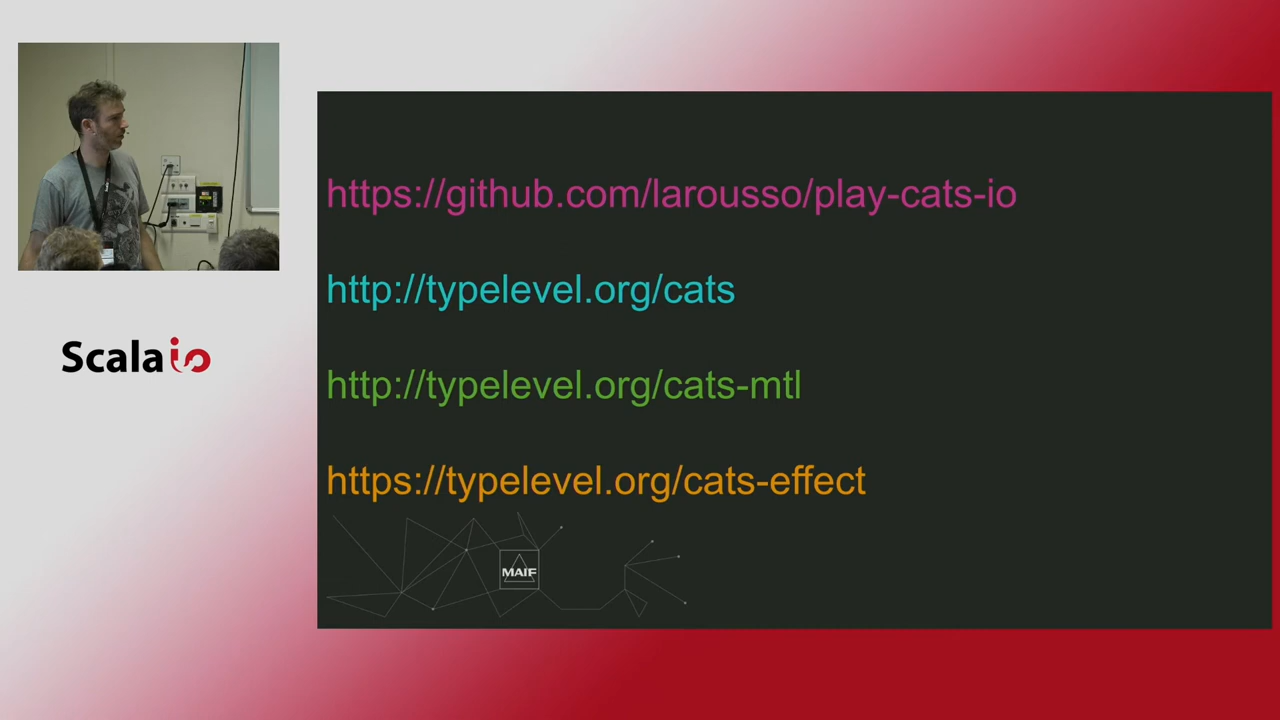 https://github.com/larousso/play-cats-io
http://typelevel.org/cats
Scala io
http://typelevel.org/cats-mtl
https://typelevel.org/cats-effect
MAIF